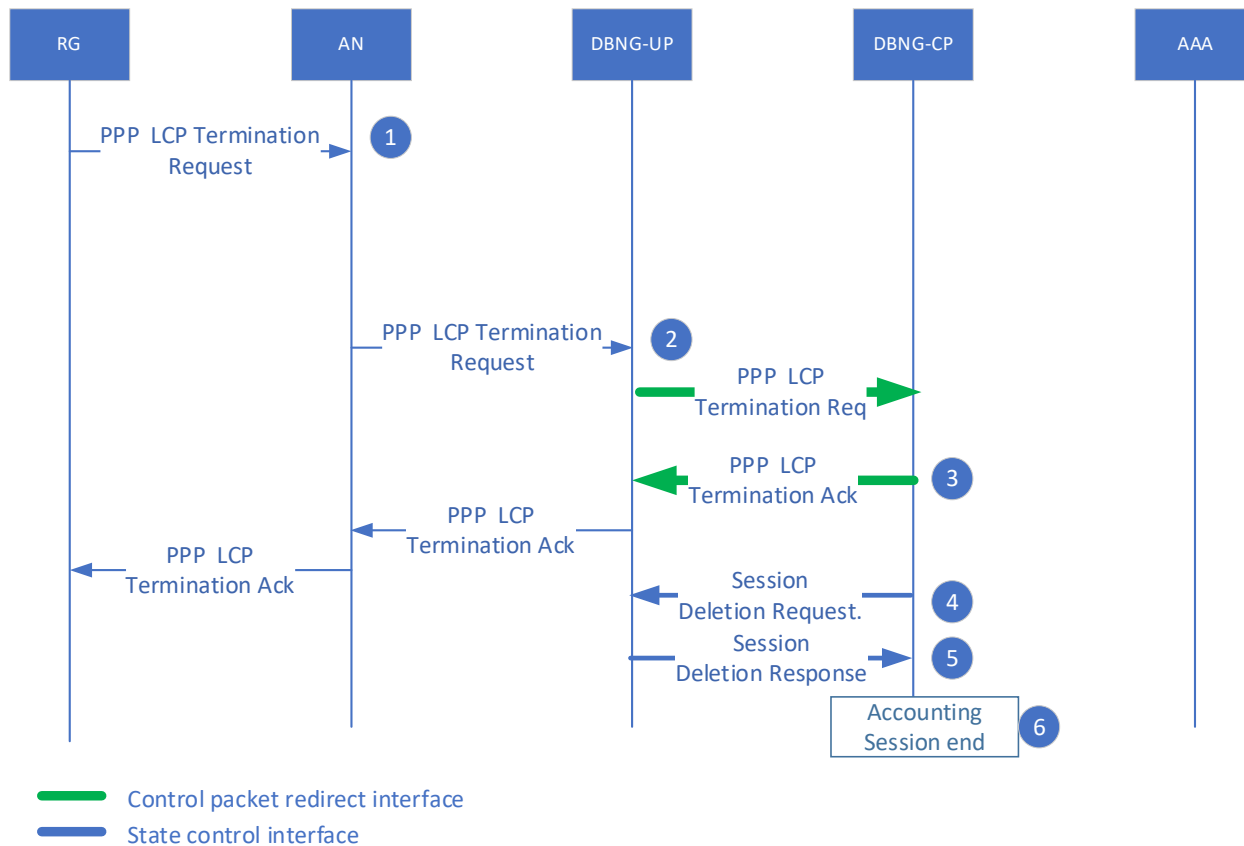 RG
AN
DBNG-UP
DBNG-CP
AAA
PPP LCP Termination
Request
1
PPP LCP Termination
Request
2
PPP LCP
Termination Req
PPP LCP
Termination Ack
3
PPP LCP
Termination Ack
PPP LCP
Termination Ack
Session
Deletion Request.
4
Session
Deletion Response
5
Accounting
Session end
6
Control packet redirect interface
State control interface